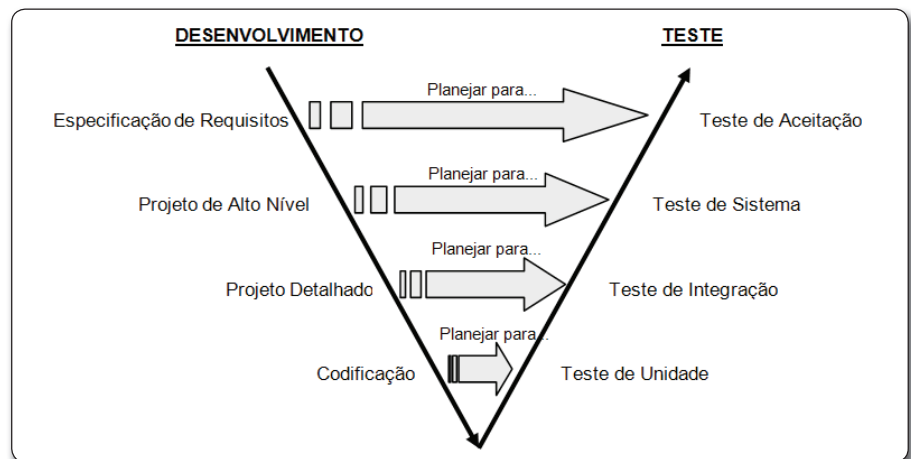 DESENVOLVIMENTO
TESTE
Planejar para...
Especificação de Requisitos
Teste de Aceitação
Planejar para...
Projeto de Alto Nível
Teste de Sistema
Planejar para...
Projeto Detalhado
Teste de Integração
Planejar para...
Codificação
Teste de Unidade